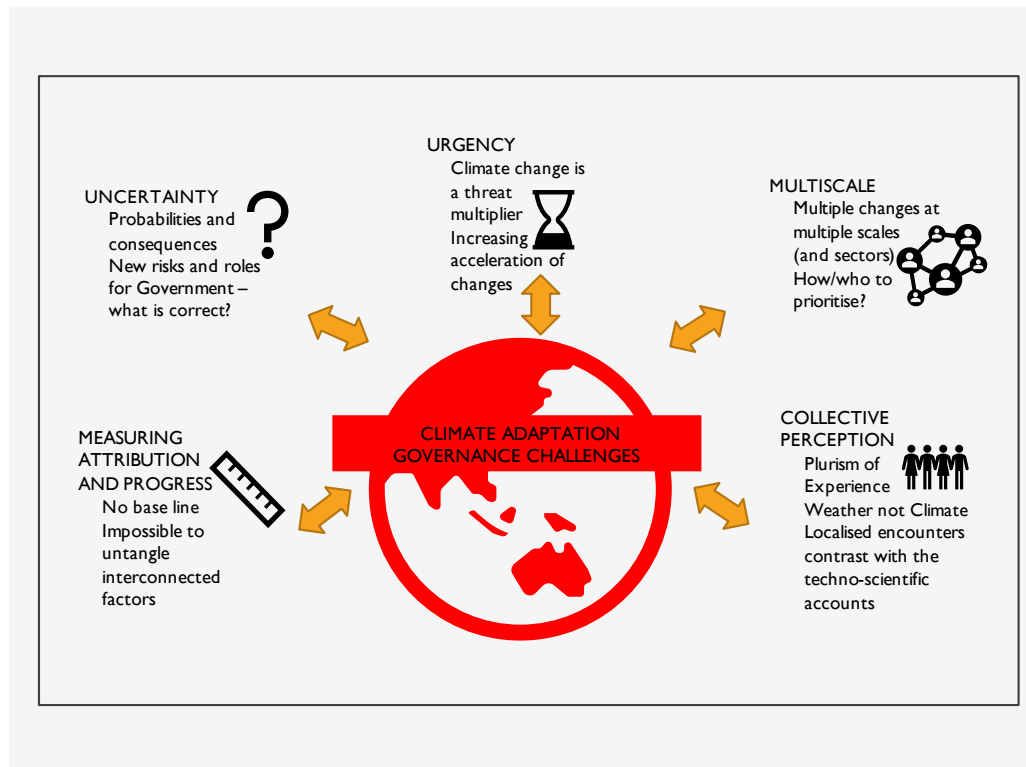 URGENCY
Climate change is
a threat
multiplier
Increasing
acceleration of
changes
UNCERTAINTY
Probabilities and
consequences
New risks and roles
for Government –
what is correct?
?
MULTISCALE
Multiple changes at
multiple scales
(and sectors)
How/who to
prioritise?
CLIMATE ADAPTATION
GOVERNANCE CHALLENGES
MEASURING
ATTRIBUTION
AND PROGRESS
No base line
Impossible to
untangle
interconnected
factors
COLLECTIVE
PERCEPTION
Plurism of
Experience
Weather not Climate
Localised encounters
contrast with the
techno-scientific
accounts